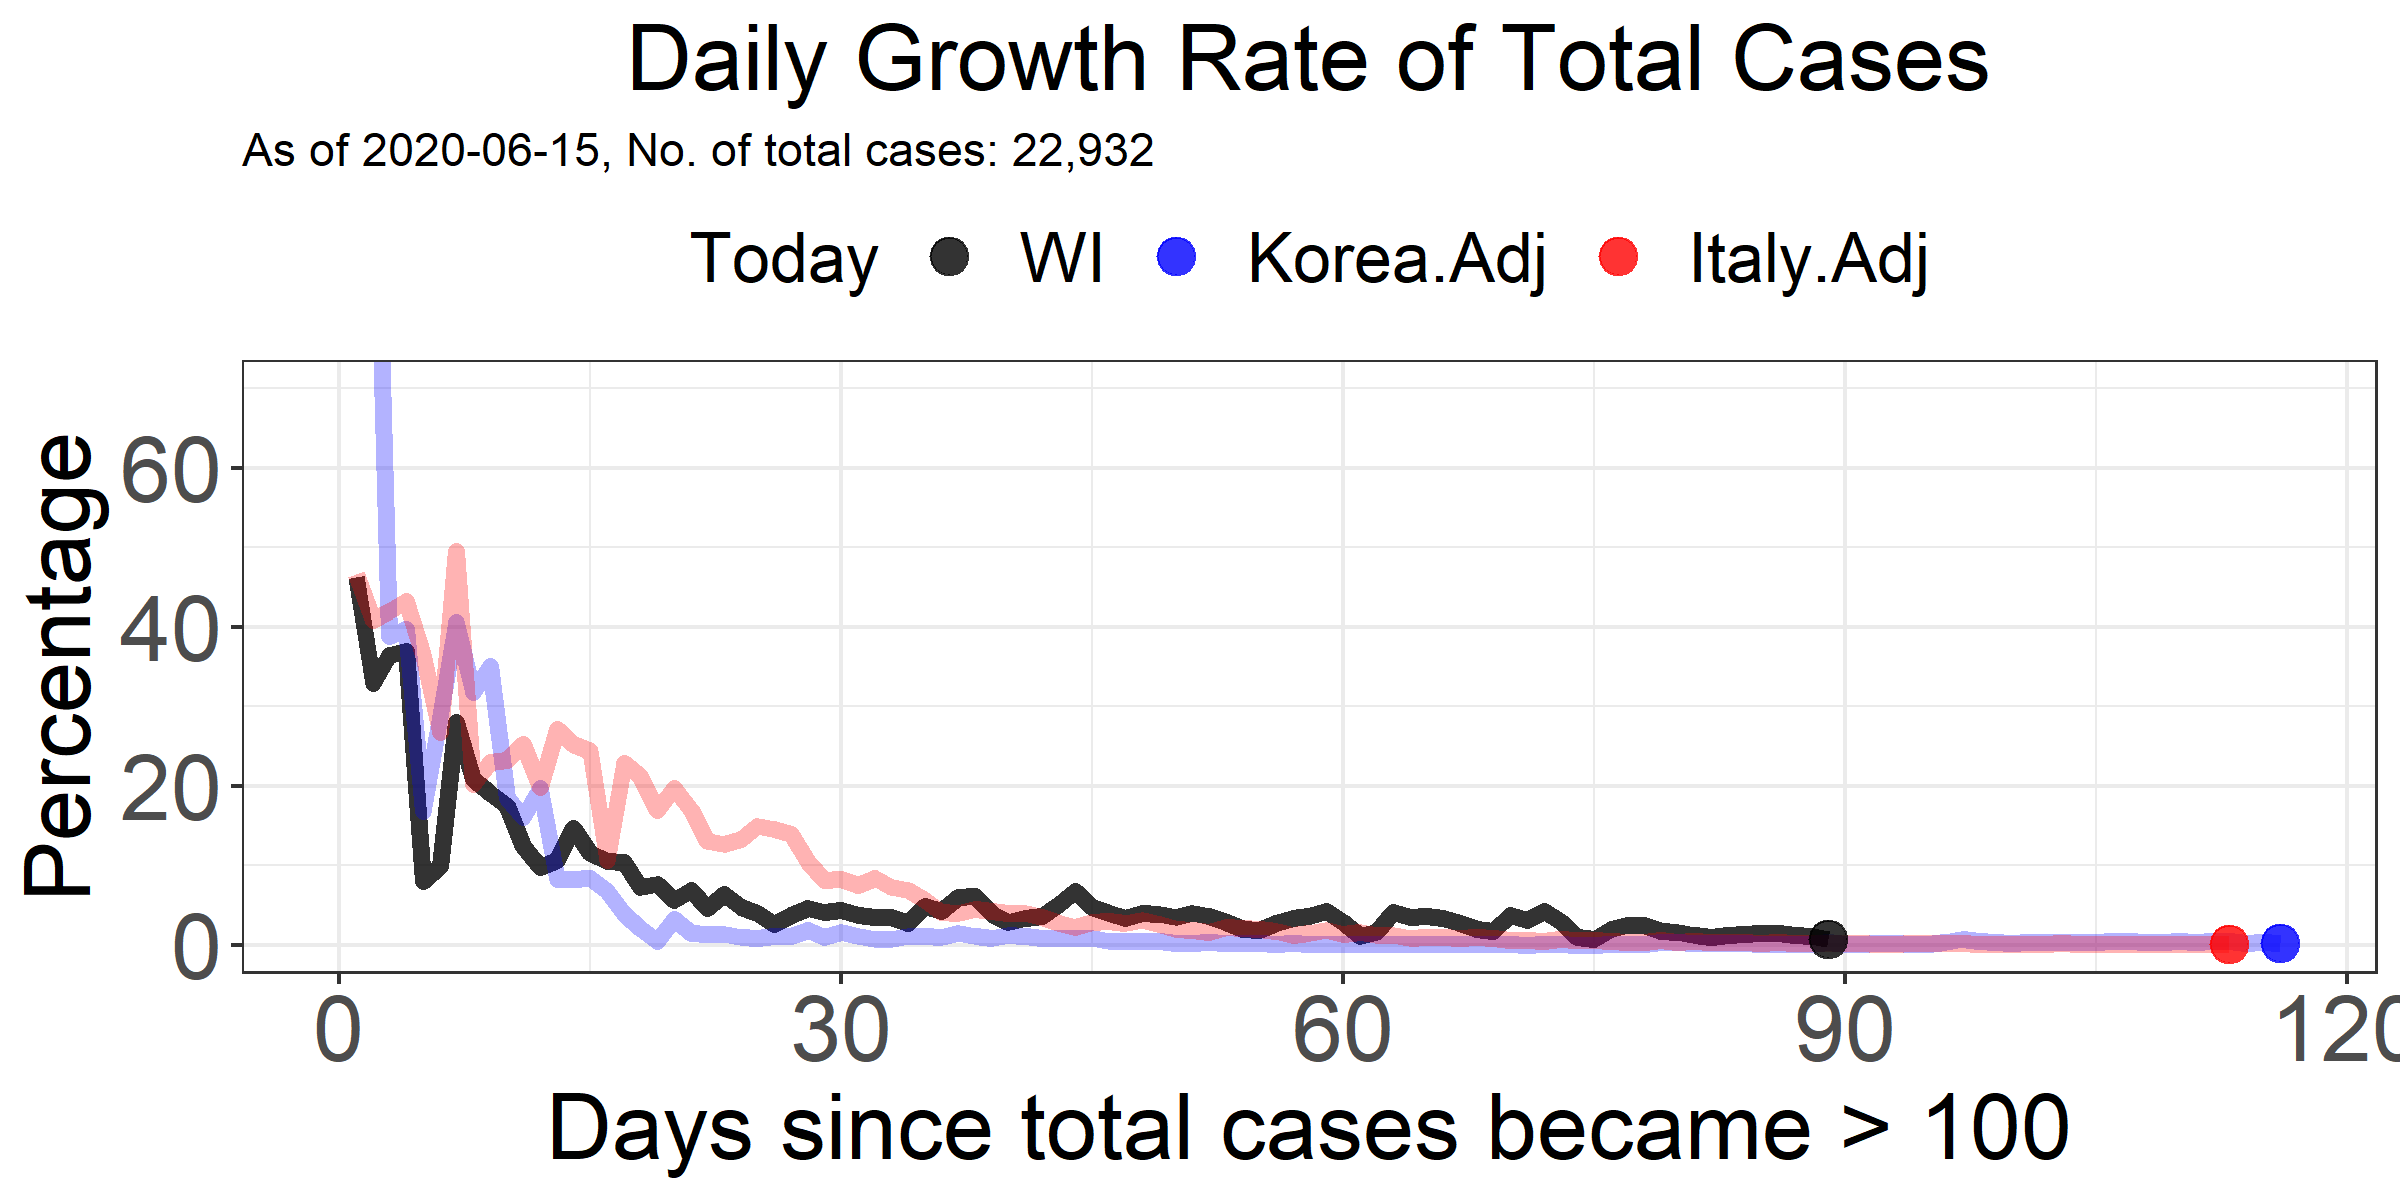 Daily Growth Rate of Total Cases
As of 2020-06-15, No. of total cases: 22,932
Today WI Korea.Adj Italy.Adj
Percentage
60
40
20
0
0 30 60 90 120
Days since total cases became > 100